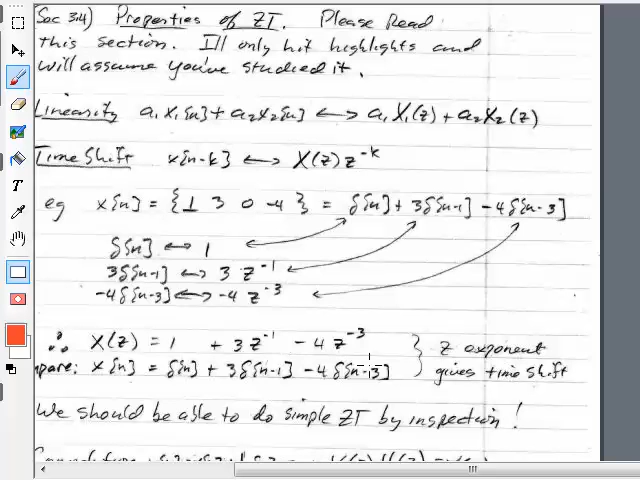 Sec 3.4) Properties of ZT. Please Read
this section. I'll only hit highlights and
will assume you've studied it.
Linearity a₁x₁[n] + a₂x₂[n] ⟷ a₁X₁(z) + a₂X₂(z)
Time Shift x[n-k] ⟷ X(z) z⁻ᵏ
eg x[n] = { 1 3 0 -4 } = δ[n] + 3δ[n-1] - 4δ[n-3]
δ[n] ⟷ 1
3δ[n-1] ⟷ 3 z⁻¹
-4δ[n-3] ⟷ -4 z⁻³
∴ X(z) = 1 + 3 z⁻¹ - 4 z⁻³ } z exponent
pare: x[n] = δ[n] + 3δ[n-1] - 4δ[n-3] gives time shift
We should be able to do simple ZT by inspection!